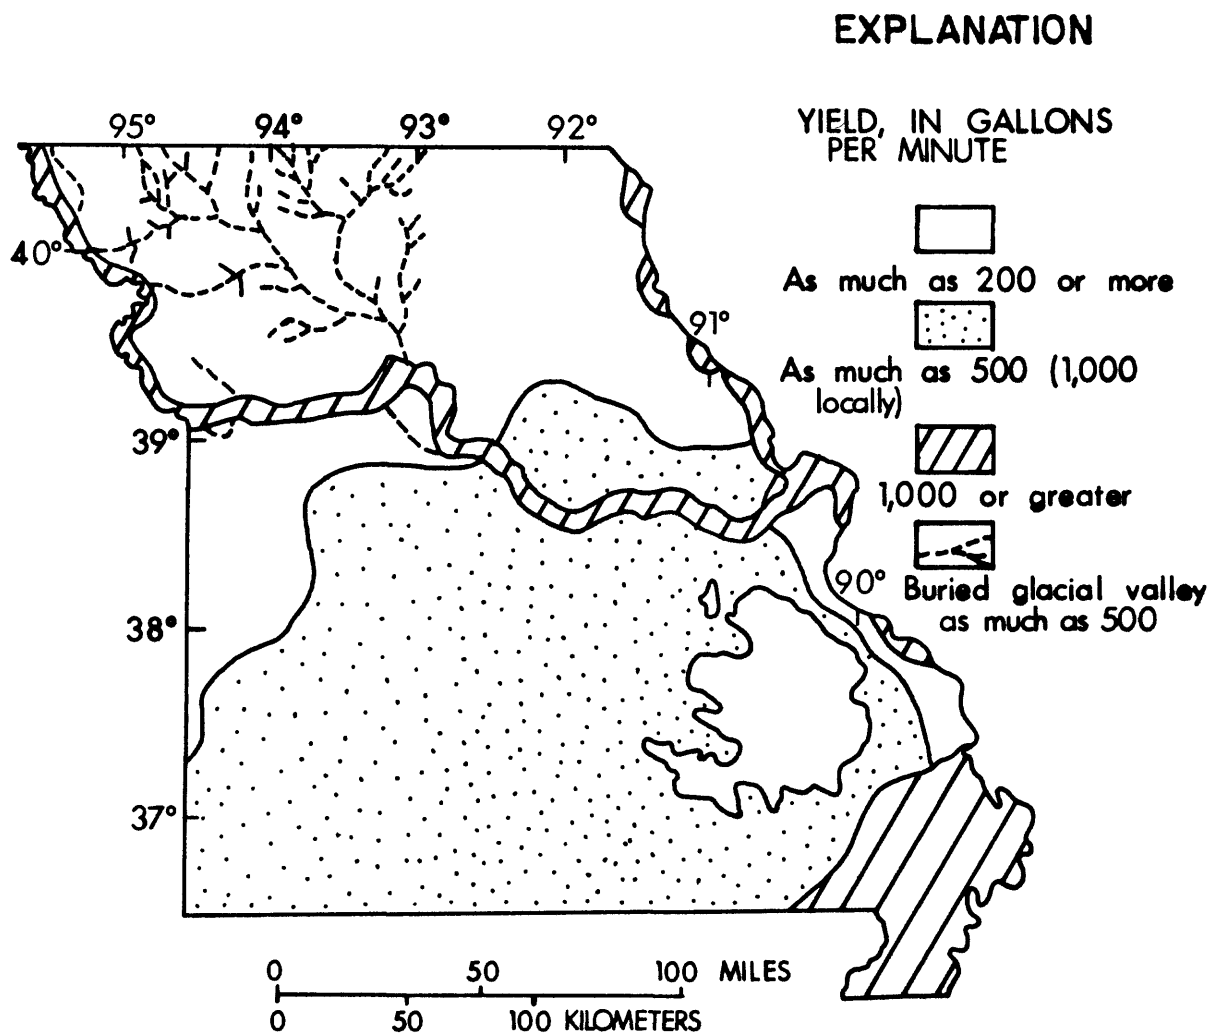 EXPLANATION
YIELD, IN GALLONS
PER MINUTE
As much as 200 or more
As much as 500 (1,000
locally)
1,000 or greater
Buried glacial valley
as much as 500
95° 94° 93° 92°
40°
91°
39°
90°
38°
37°
0 50 100 MILES
0 50 100 KILOMETERS